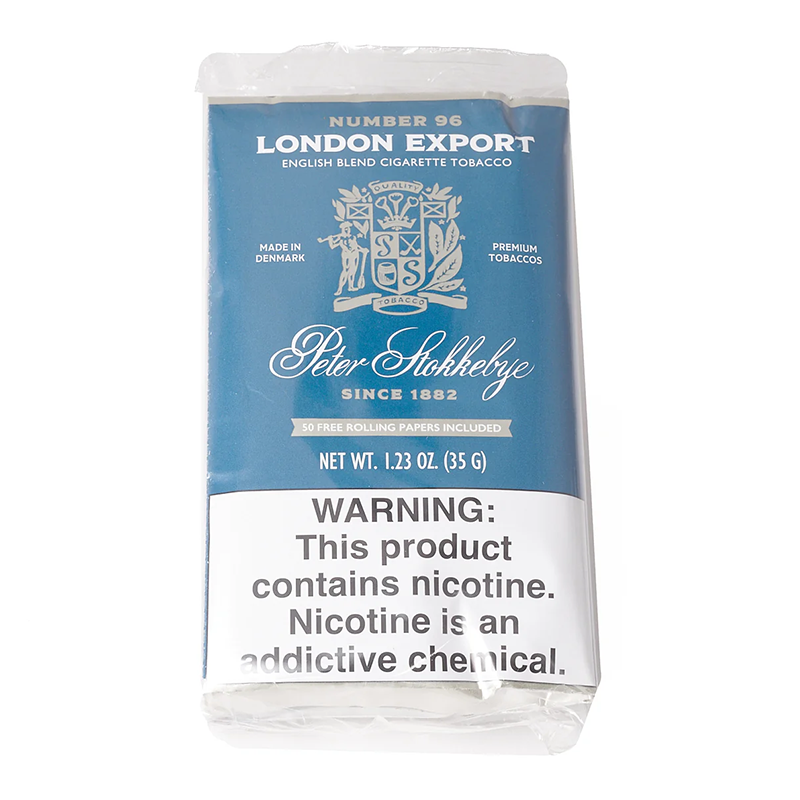 NUMBER 96
LONDON EXPORT
ENGLISH BLEND CIGARETTE TOBACCO
QUALITY
S
S
MADE IN
DENMARK
PREMIUM
TOBACCOS
TOBACCO
Peter Stokkebye
SINCE 1882
50 FREE ROLLING PAPERS INCLUDED
NET WT. 1.23 OZ. (35 G)
WARNING:
This product
contains nicotine.
Nicotine is an
addictive chemical.